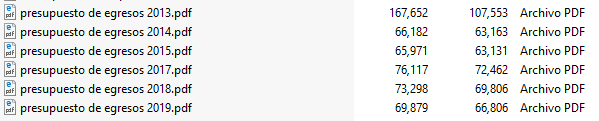 presupuesto de egresos 2013.pdf 167,652 107,553 Archivo PDF
presupuesto de egresos 2014.pdf 66,182 63,163 Archivo PDF
presupuesto de egresos 2015.pdf 65,971 63,131 Archivo PDF
presupuesto de egresos 2017.pdf 76,117 72,462 Archivo PDF
presupuesto de egresos 2018.pdf 73,298 69,806 Archivo PDF
presupuesto de egresos 2019.pdf 69,879 66,806 Archivo PDF